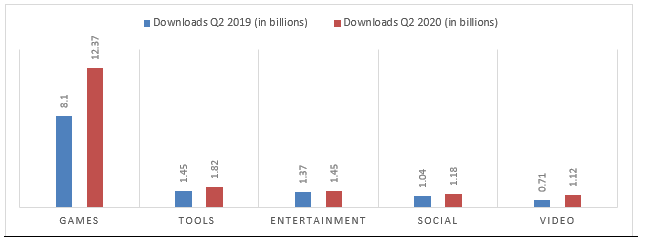 Downloads Q2 2019 (in billions) Downloads Q2 2020 (in billions)
8.1 12.37 1.45 1.82 1.37 1.45 1.04 1.18 0.71 1.12
GAMES TOOLS ENTERTAINMENT SOCIAL VIDEO